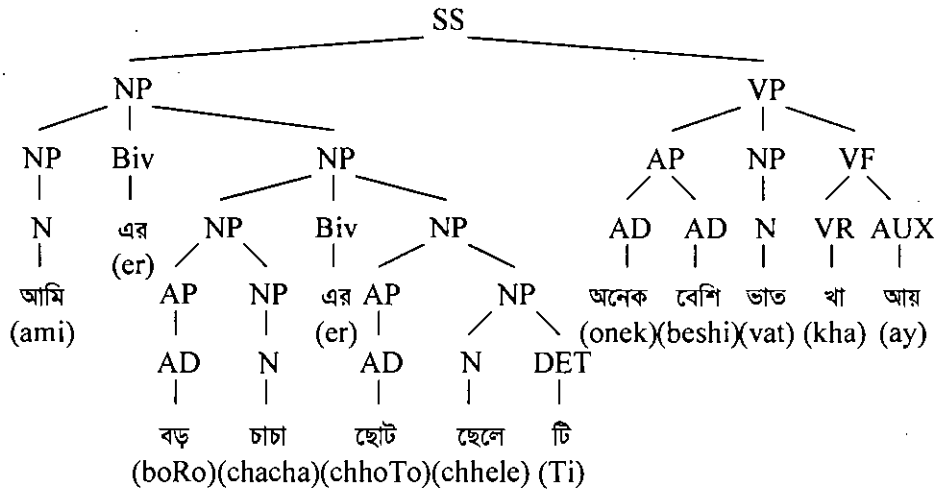 SS
NP VP
NP Biv NP AP NP VF
N এর NP Biv NP AD AD N VR AUX
(er)
আমি AP NP এর AP NP অনেক বেশি ভাত খা আয়
(ami) (er) (onek)(beshi)(vat) (kha) (ay)
AD N AD N DET
বড় চাচা ছোট ছেলে টি
(boRo)(chacha)(chhoTo)(chhele) (Ti)